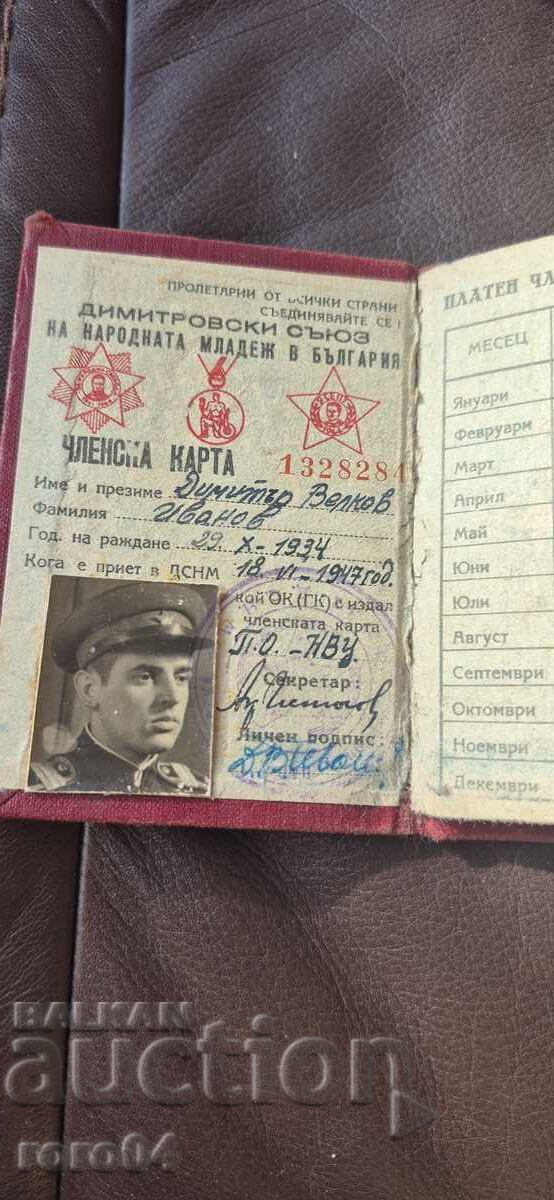 ПРОЛЕТАРИИ ОТ ВСИЧКИ СТРАНИ
СЪЕДИНЯВАЙТЕ СЕ!
ДИМИТРОВСКИ СЪЮЗ
НА НАРОДНАТА МЛАДЕЖ В БЪЛГАРИЯ
ЧЛЕНСКА КАРТА
1328284
Име и презиме Димитър Велков
Фамилия Иванов
Год. на раждане 29. X - 1934
Кога е приет в ДСНМ 18. VI - 1947 год.
кой ОК (ГК) е издал
членската карта
П.О. - НВУ
Секретар:
Личен подпис:
ПЛАТЕН ЧЛ
МЕСЕЦ
Януари
Февруари
Март
Април
Май
Юни
Юли
Август
Септември
Октомври
Ноември
Декември
BALKAN
auction
roro04